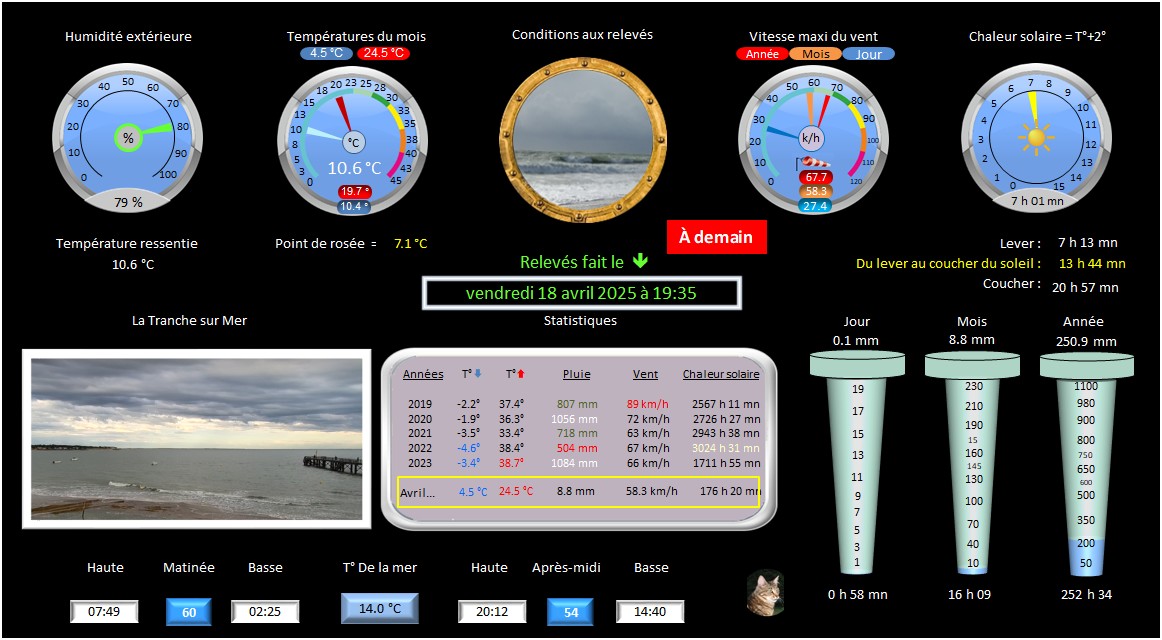 Humidité extérieure
Températures du mois
4.5 °C 24.5 °C
Conditions aux relevés
Vitesse maxi du vent
Année Mois Jour
Chaleur solaire = T°+2°
0 10 20 30 40 50 60 70 80 90 100
%
79 %
0 3 5 8 10 13 15 18 20 23 25 28 30 33 35 38 40 43 45
°C
10.6 °C
19.7 °
10.4 °
0 10 20 30 40 50 60 70 80 90 100 110 120
k/h
67.7
58.3
27.4
0 1 2 3 4 5 6 7 8 9 10 11 12 13 14 15
7 h 01 mn
Température ressentie
10.6 °C
Point de rosée = 7.1 °C
À demain
Relevés fait le
vendredi 18 avril 2025 à 19:35
Lever : 7 h 13 mn
Du lever au coucher du soleil : 13 h 44 mn
Coucher : 20 h 57 mn
La Tranche sur Mer
Statistiques
Années T° T° Pluie Vent Chaleur solaire
2019 -2.2° 37.4° 807 mm 89 km/h 2567 h 11 mn
2020 -1.9° 36.3° 1056 mm 72 km/h 2726 h 27 mn
2021 -3.5° 33.4° 718 mm 63 km/h 2943 h 38 mn
2022 -4.6° 38.4° 504 mm 67 km/h 3024 h 31 mn
2023 -3.4° 38.7° 1084 mm 66 km/h 1711 h 55 mn
Avril... 4.5 °C 24.5 °C 8.8 mm 58.3 km/h 176 h 20 mn
Jour
0.1 mm
19
17
15
13
11
9
7
5
3
1
0 h 58 mn
Mois
8.8 mm
230
210
190
15
160
145
130
100
70
40
10
16 h 09
Année
250.9 mm
1100
980
900
800
750
650
600
500
350
200
50
252 h 34
Haute Matinée Basse
07:49 60 02:25
T° De la mer
14.0 °C
Haute Après-midi Basse
20:12 54 14:40